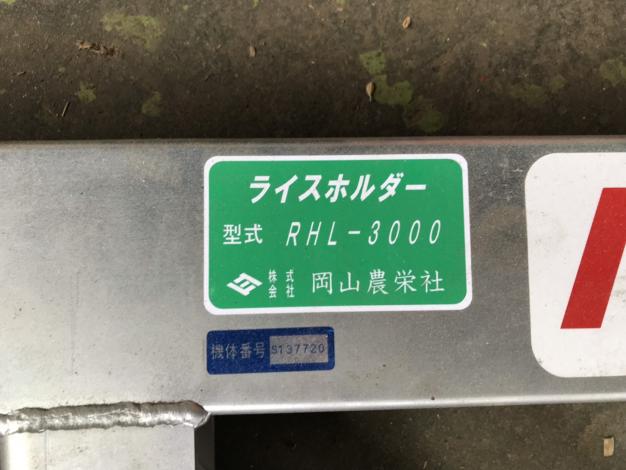 ライスホルダー
型式 RHL-3000
株式会社 岡山農栄社
機体番号 S137720